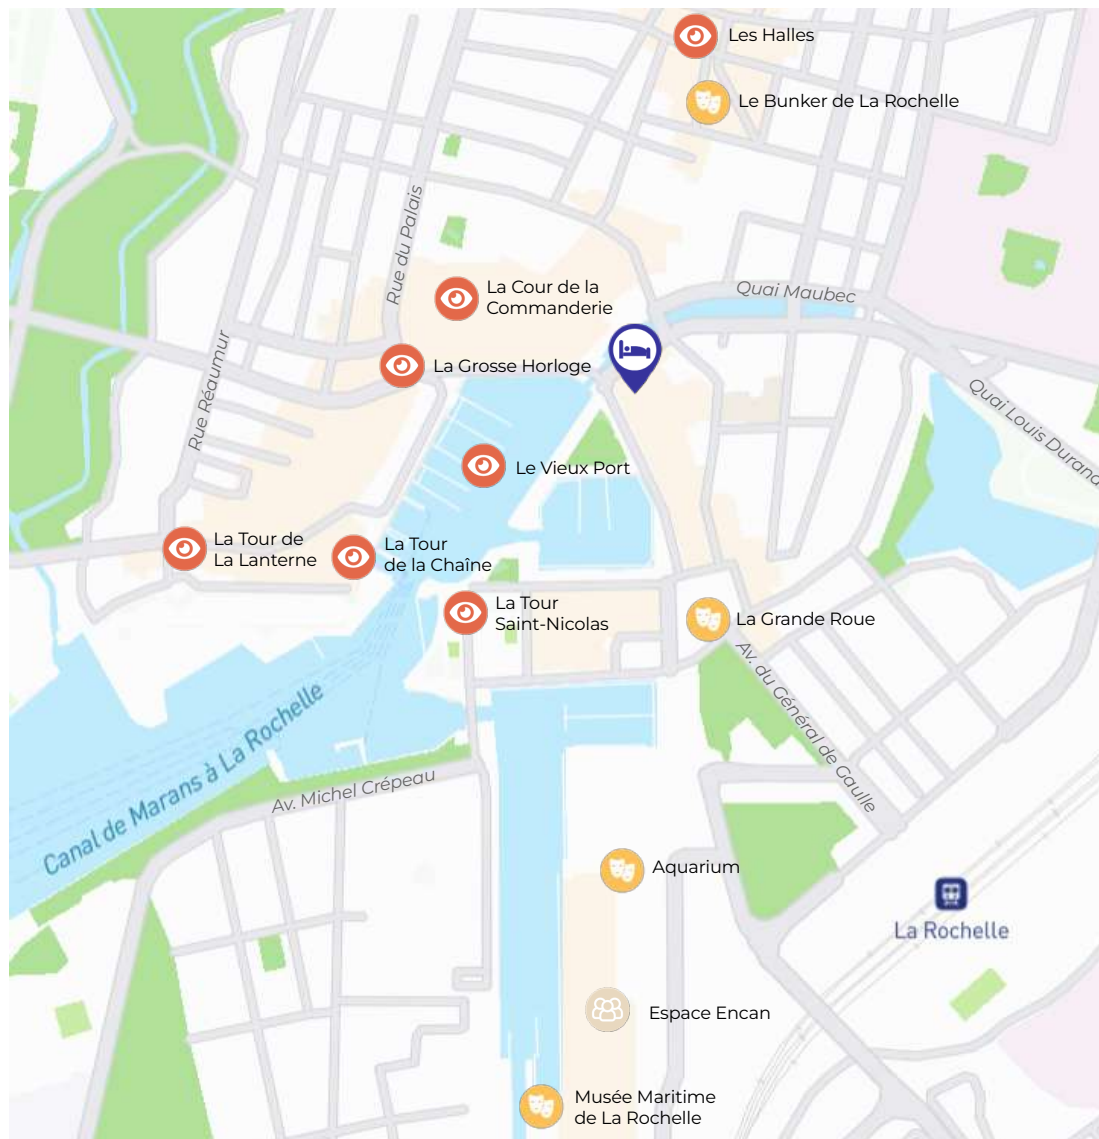 Les Halles
Le Bunker de La Rochelle
Rue du Palais
La Cour de la
Commanderie
Quai Maubec
La Grosse Horloge
Rue Réaumur
Quai Louis Durand
Le Vieux Port
La Tour de
La Lanterne
La Tour
de la Chaîne
La Tour
Saint-Nicolas
La Grande Roue
Av. du Général de Gaulle
Canal de Marans à La Rochelle
Av. Michel Crépeau
Aquarium
La Rochelle
Espace Encan
Musée Maritime
de La Rochelle